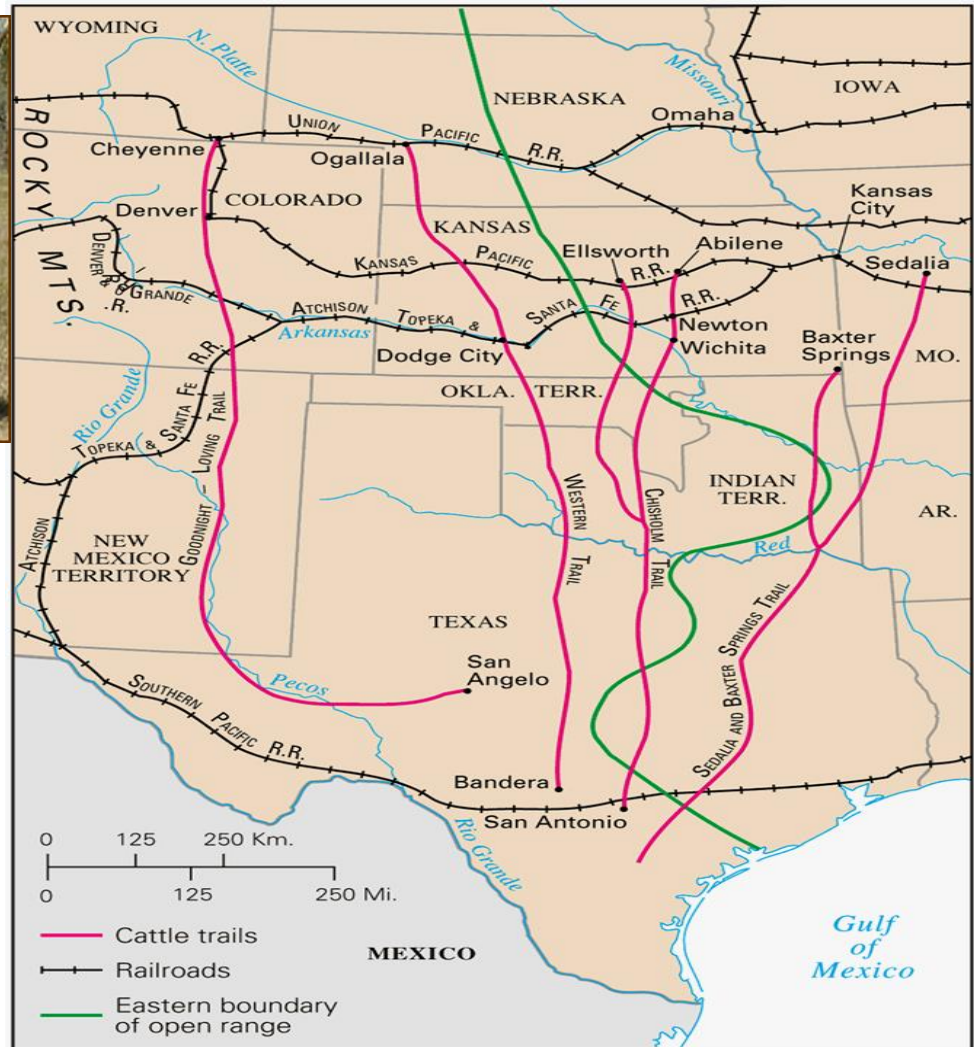 WYOMING
N. Platte
NEBRASKA
Missouri
IOWA
UNION PACIFIC R.R.
Omaha
Cheyenne
Ogallala
ROCKY MTS.
Denver
COLORADO
KANSAS
Kansas
City
Ellsworth
Abilene
Sedalia
KANSAS PACIFIC R.R.
DENVER & RIO GRANDE
R.R.
ATCHISON TOPEKA & SANTA FE R.R.
Arkansas
Dodge City
Newton
Wichita
Baxter
Springs
MO.
OKLA. TERR.
Rio Grande
ATCHISON TOPEKA & SANTA FE R.R.
GOODNIGHT – LOVING TRAIL
WESTERN TRAIL
CHISHOLM TRAIL
INDIAN
TERR.
AR.
Red
NEW
MEXICO
TERRITORY
TEXAS
SEDALIA AND BAXTER SPRINGS TRAIL
San
Angelo
Pecos
SOUTHERN PACIFIC R.R.
Bandera
San Antonio
Rio Grande
0 125 250 Km.
0 125 250 Mi.
Cattle trails
Railroads
Eastern boundary
of open range
MEXICO
Gulf
of
Mexico